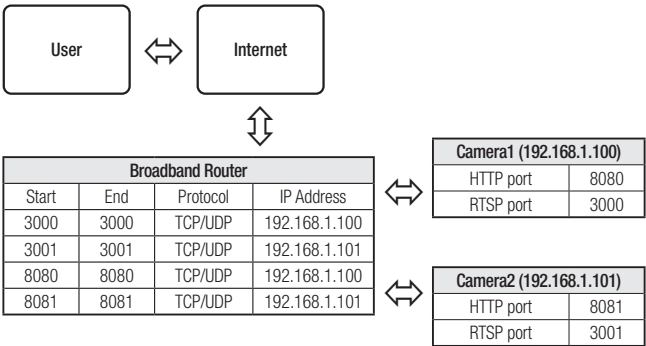 User
Internet
Broadband Router
Start End Protocol IP Address
3000 3000 TCP/UDP 192.168.1.100
3001 3001 TCP/UDP 192.168.1.101
8080 8080 TCP/UDP 192.168.1.100
8081 8081 TCP/UDP 192.168.1.101
Camera1 (192.168.1.100)
HTTP port 8080
RTSP port 3000
Camera2 (192.168.1.101)
HTTP port 8081
RTSP port 3001